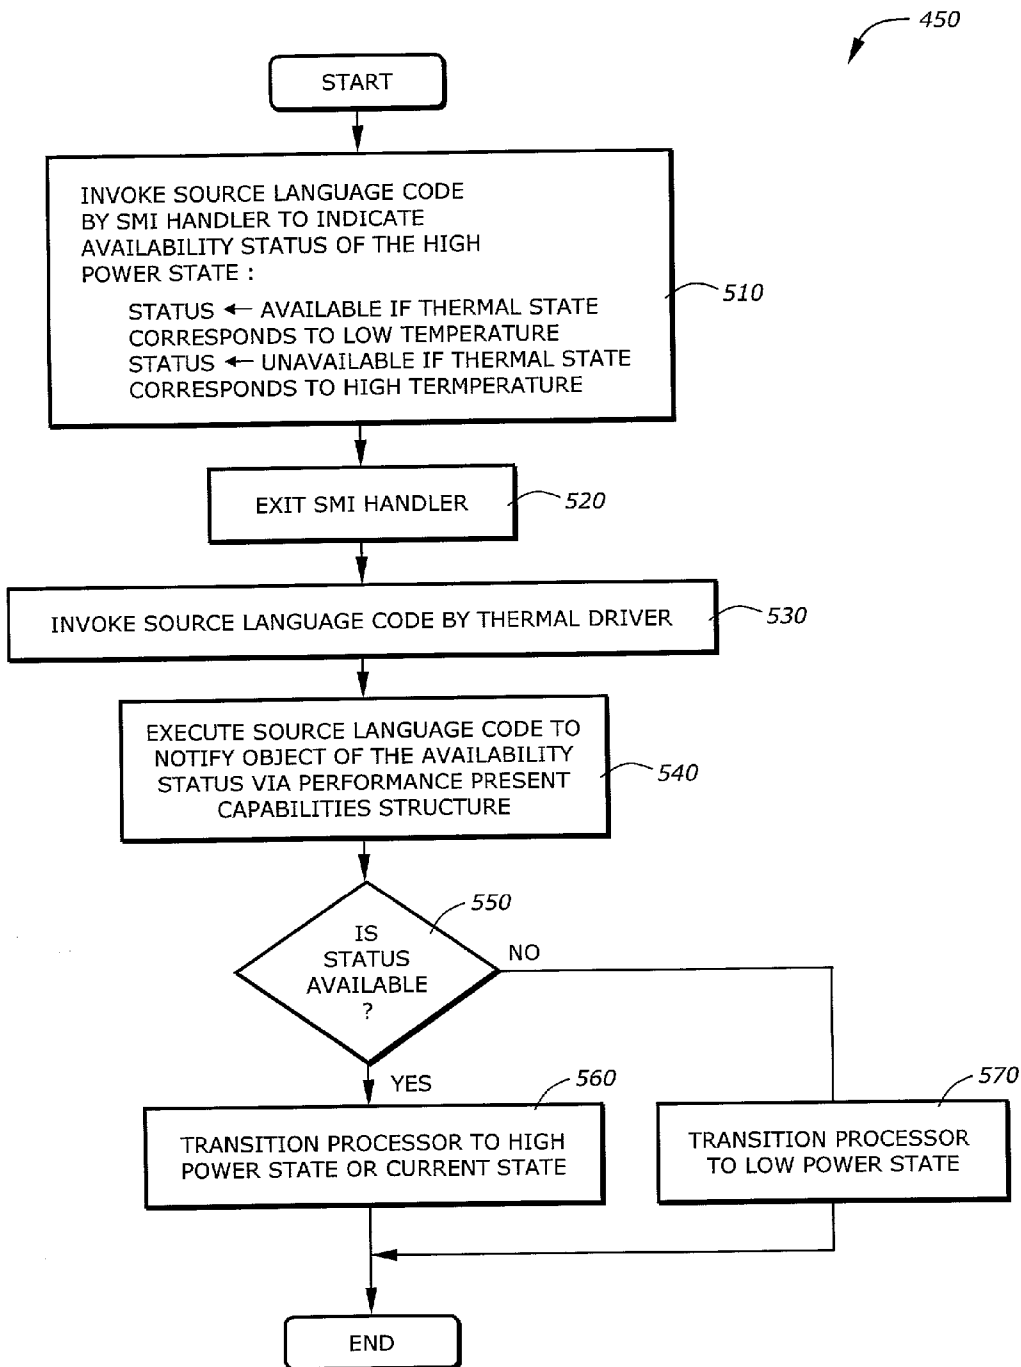 450
START
INVOKE SOURCE LANGUAGE CODE
BY SMI HANDLER TO INDICATE
AVAILABILITY STATUS OF THE HIGH
POWER STATE :
STATUS ← AVAILABLE IF THERMAL STATE
CORRESPONDS TO LOW TEMPERATURE
STATUS ← UNAVAILABLE IF THERMAL STATE
CORRESPONDS TO HIGH TERMPERATURE
510
EXIT SMI HANDLER
520
INVOKE SOURCE LANGUAGE CODE BY THERMAL DRIVER
530
EXECUTE SOURCE LANGUAGE CODE TO
NOTIFY OBJECT OF THE AVAILABILITY
STATUS VIA PERFORMANCE PRESENT
CAPABILITIES STRUCTURE
540
IS
STATUS
AVAILABLE
?
550
NO
YES
TRANSITION PROCESSOR TO HIGH
POWER STATE OR CURRENT STATE
560
TRANSITION PROCESSOR
TO LOW POWER STATE
570
END